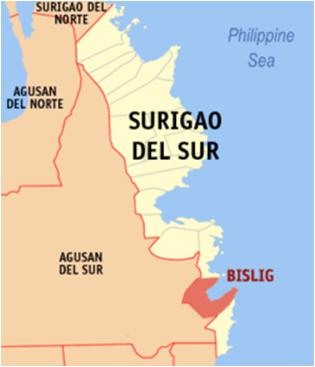 SURIGAO DEL
NORTE
Philippine
Sea
AGUSAN
DEL NORTE
SURIGAO
DEL SUR
AGUSAN
DEL SUR
BISLIG